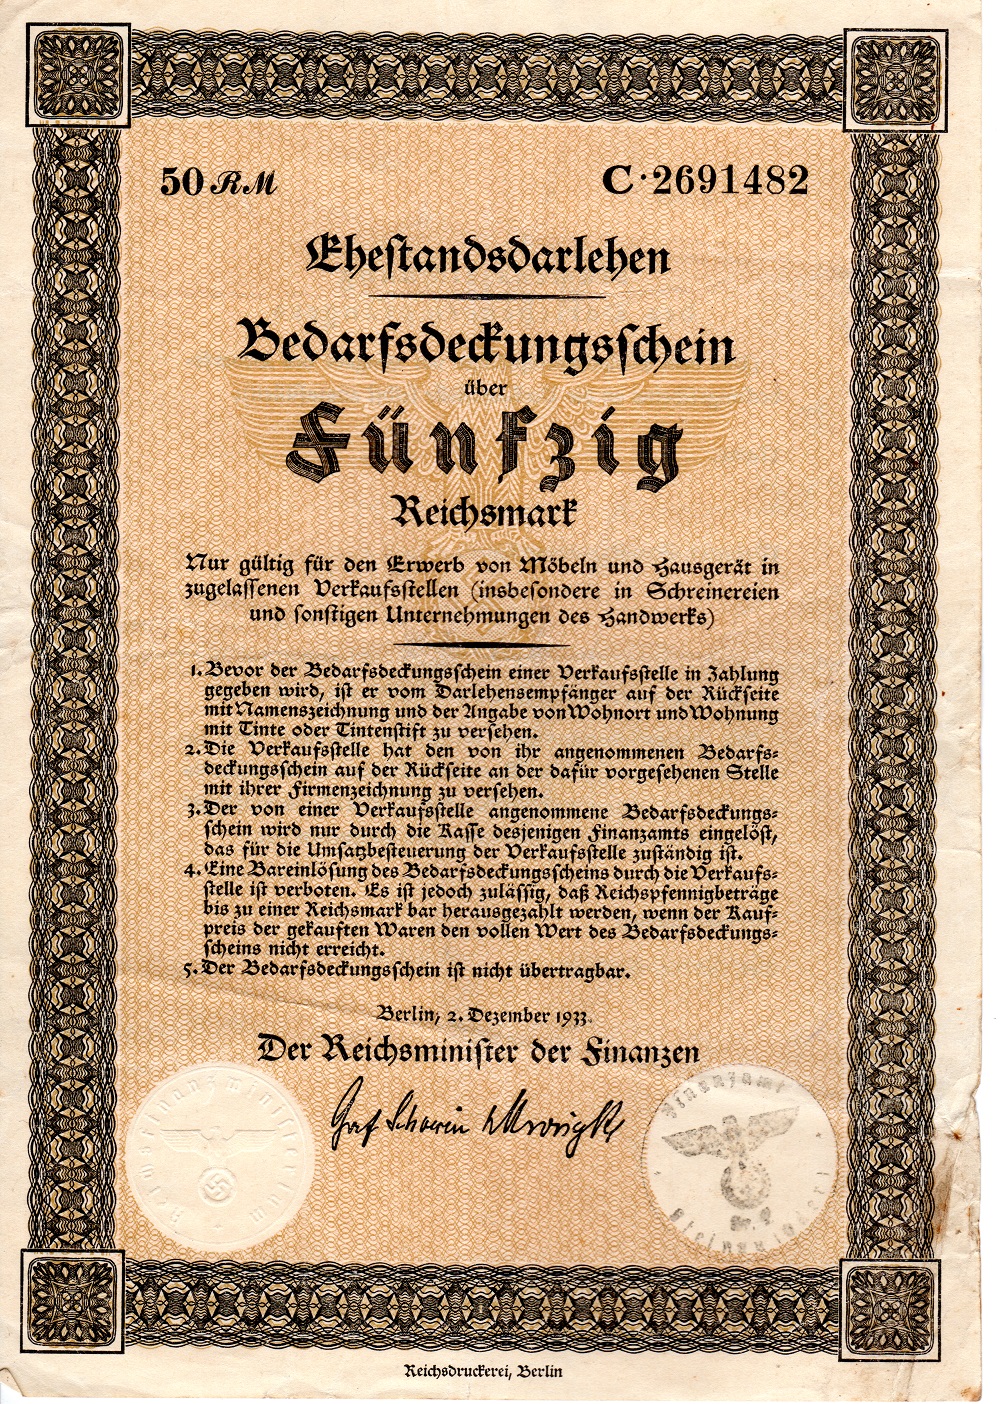 50 RM
C·2691482
Ehestandsdarlehen
Bedarfsdeckungsschein
über
Fünfzig
Reichsmark
Nur gültig für den Erwerb von Möbeln und Hausgerät in
zugelassenen Verkaufsstellen (insbesondere in Schreinereien
und sonstigen Unternehmungen des Handwerks)
1. Bevor der Bedarfsdeckungsschein einer Verkaufsstelle in Zahlung
gegeben wird, ist er vom Darlehensempfänger auf der Rückseite
mit Namenszeichnung und der Angabe von Wohnort und Wohnung
mit Tinte oder Tintenstift zu versehen.
2. Die Verkaufsstelle hat den von ihr angenommenen Bedarfs-
deckungsschein auf der Rückseite an der dafür vorgesehenen Stelle
mit ihrer Firmenzeichnung zu versehen.
3. Der von einer Verkaufsstelle angenommene Bedarfsdeckungs-
schein wird nur durch die Kasse desjenigen Finanzamts eingelöst,
das für die Umsatzbesteuerung der Verkaufsstelle zuständig ist.
4. Eine Bareinlösung des Bedarfsdeckungsscheins durch die Verkaufs-
stelle ist verboten. Es ist jedoch zulässig, daß Reichspfennigbeträge
bis zu einer Reichsmark bar herausgezahlt werden, wenn der Kauf-
preis der gekauften Waren den vollen Wert des Bedarfsdeckungs-
scheins nicht erreicht.
5. Der Bedarfsdeckungsschein ist nicht übertragbar.
Berlin, 2. Dezember 1933.
Der Reichsminister der Finanzen
Graf Schwerin Krosigk
Reichsfinanzministerium
Finanzamt
Reichsdruckerei, Berlin